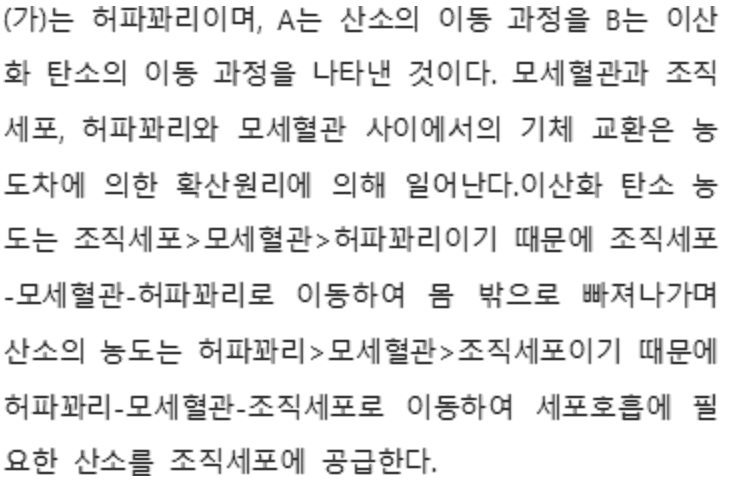 (가)는 허파꽈리이며, A는 산소의 이동 과정을 B는 이산
화 탄소의 이동 과정을 나타낸 것이다. 모세혈관과 조직
세포, 허파꽈리와 모세혈관 사이에서의 기체 교환은 농
도차에 의한 확산원리에 의해 일어난다.이산화 탄소 농
도는 조직세포>모세혈관>허파꽈리이기 때문에 조직세포
-모세혈관-허파꽈리로 이동하여 몸 밖으로 빠져나가며
산소의 농도는 허파꽈리>모세혈관>조직세포이기 때문에
허파꽈리-모세혈관-조직세포로 이동하여 세포호흡에 필
요한 산소를 조직세포에 공급한다.